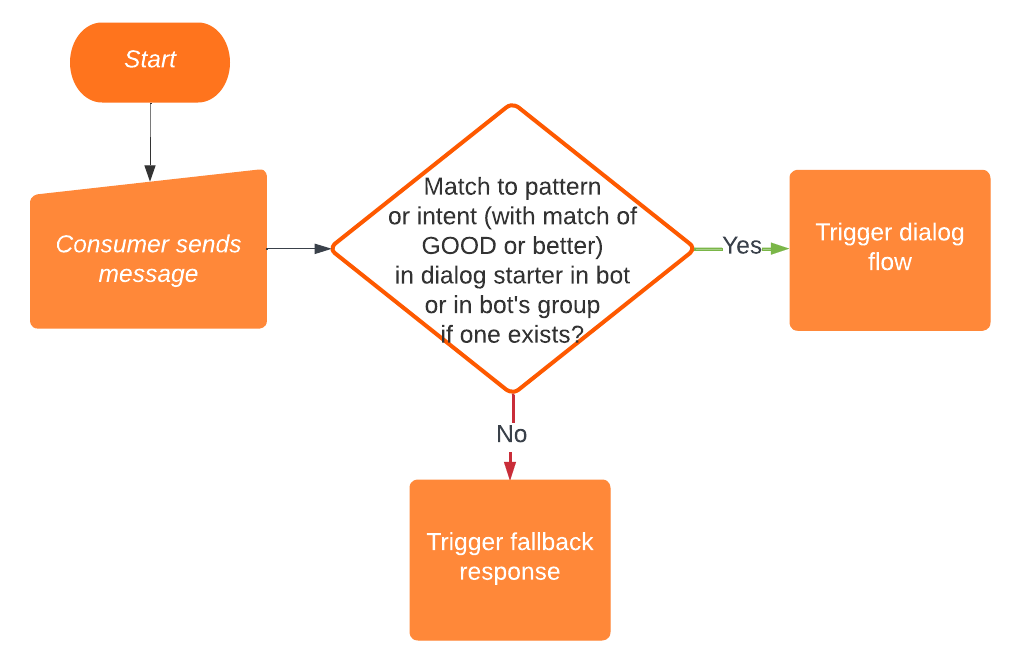 Start
Consumer sends
message
Match to pattern
or intent (with match of
GOOD or better)
in dialog starter in bot
or in bot's group
if one exists?
Yes
Trigger dialog
flow
No
Trigger fallback
response